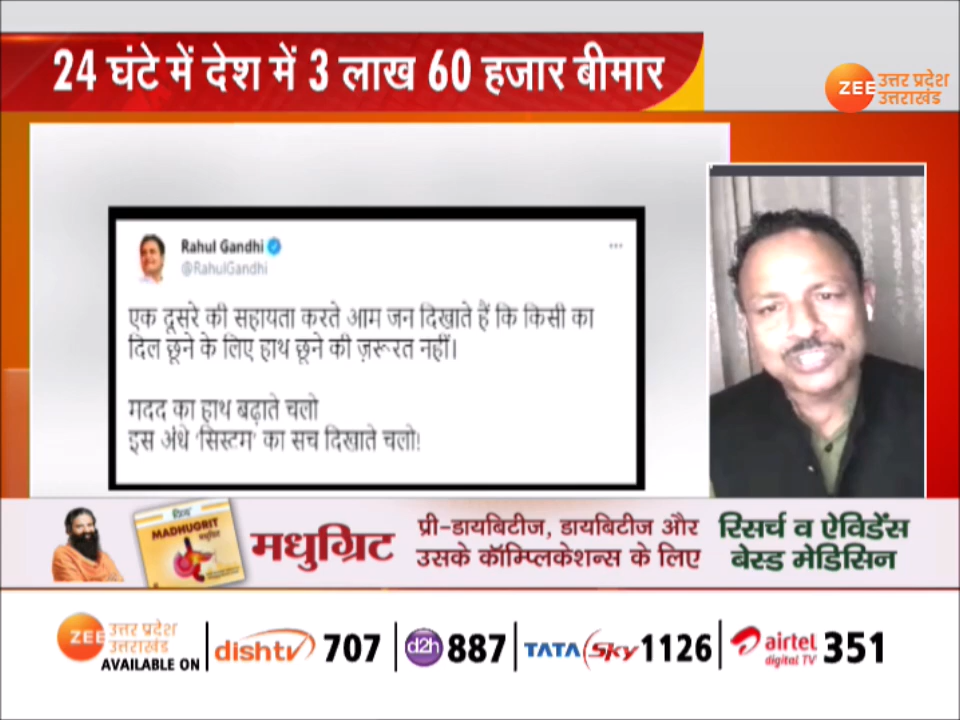 24 घंटे में देश में 3 लाख 60 हजार बीमार
ZEE उत्तर प्रदेश
उत्तराखंड
Rahul Gandhi
@RahulGandhi
एक दूसरे की सहायता करते आम जन दिखाते हैं कि किसी का
दिल छूने के लिए हाथ छूने की ज़रूरत नहीं।
मदद का हाथ बढ़ाते चलो
इस अंधे 'सिस्टम' का सच दिखाते चलो!
MADHUGRIT
मधुग्रिट
प्री-डायबिटीज, डायबिटीज और
उसके कॉम्प्लिकेशन्स के लिए
रिसर्च व ऐविडेंस
बेस्ड मेडिसिन
ZEE उत्तर प्रदेश
उत्तराखंड
AVAILABLE ON
dishtv 707
d2h 887
TATA Sky 1126
airtel digital TV 351